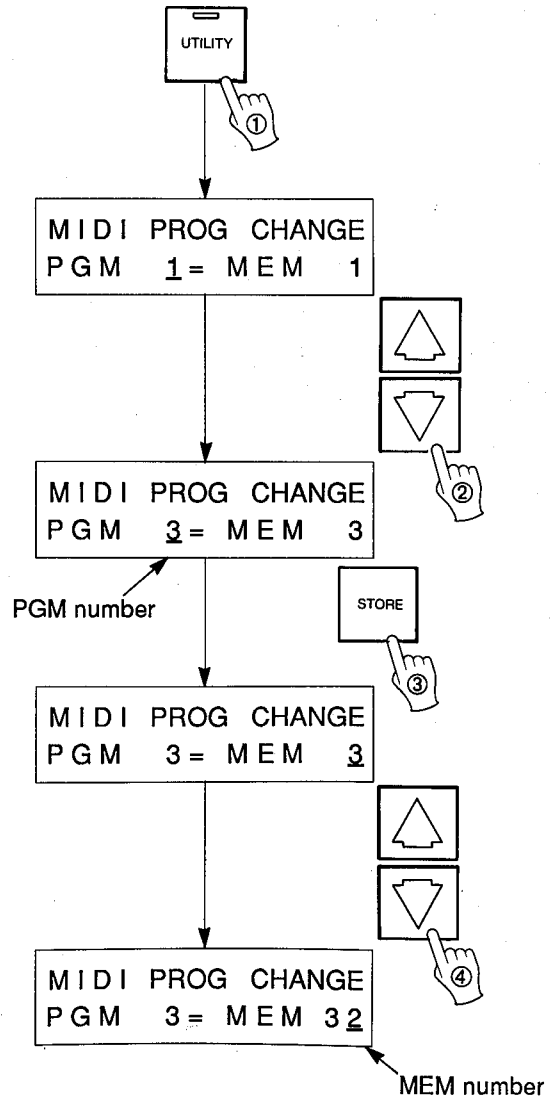 UTILITY
①
MIDI PROG CHANGE
PGM 1= MEM 1
②
MIDI PROG CHANGE
PGM 3= MEM 3
PGM number
STORE
③
MIDI PROG CHANGE
PGM 3= MEM 3
④
MIDI PROG CHANGE
PGM 3= MEM 32
MEM number